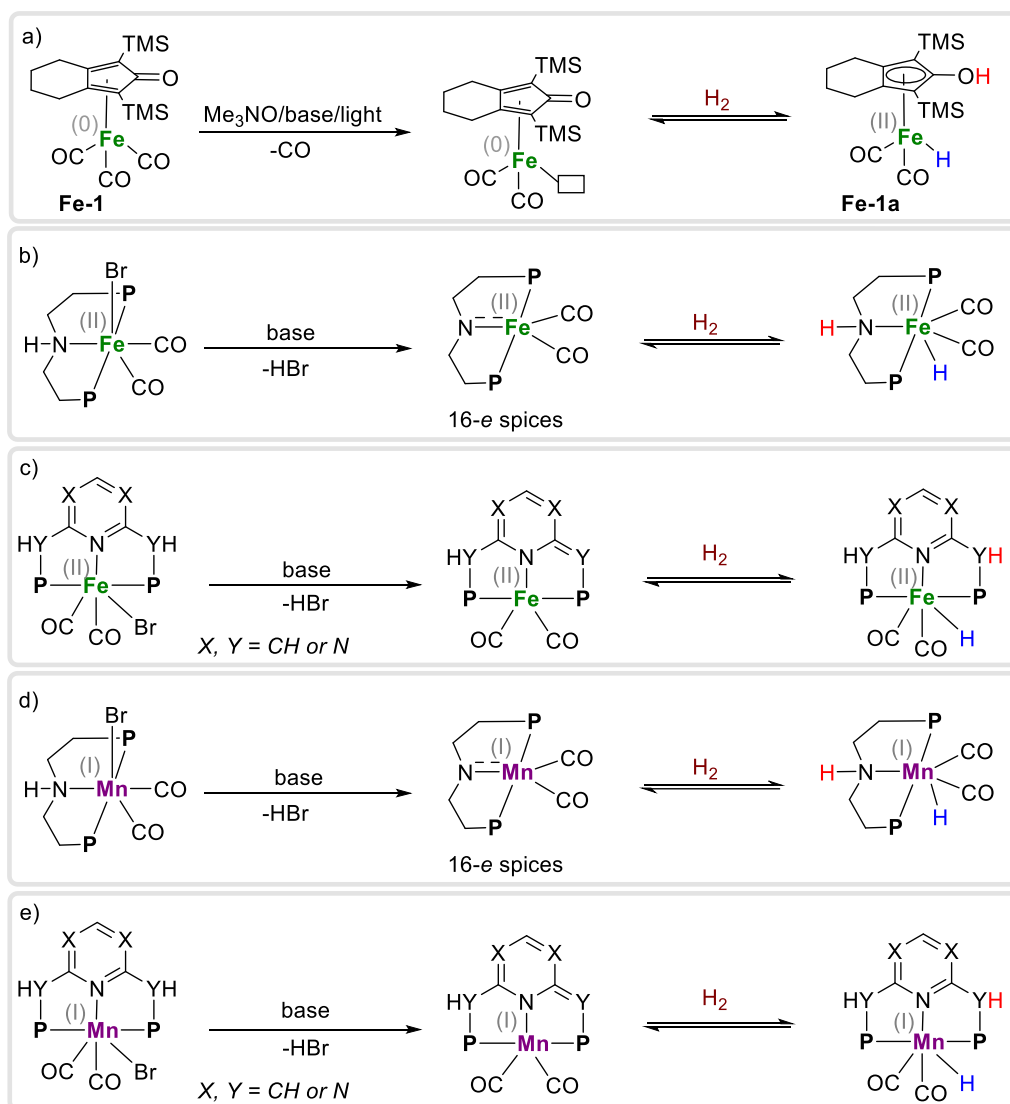 a)
TMS
O
TMS
(0)
Fe
OC
CO
CO
Fe-1
Me3NO/base/light
-CO
TMS
O
TMS
(0)
Fe
OC
CO
H2
TMS
OH
TMS
(II)
Fe
OC
H
CO
Fe-1a
b)
Br
P
(II)
H-N
Fe
CO
P
CO
base
-HBr
P
(II)
N
Fe
CO
CO
P
16-e spices
H2
P
(II)
H
N
Fe
CO
CO
P
H
c)
X
X
HY
N
YH
(II)
P
Fe
P
OC
CO
Br
base
-HBr
X, Y = CH or N
X
X
HY
N
Y
(II)
P
Fe
P
OC
CO
H2
X
X
HY
N
YH
(II)
P
Fe
P
OC
CO
H
d)
Br
P
(I)
H-N
Mn
CO
P
CO
base
-HBr
P
(I)
N
Mn
CO
CO
P
16-e spices
H2
P
(I)
H
N
Mn
CO
CO
P
H
e)
X
X
HY
N
YH
(I)
P
Mn
P
OC
CO
Br
base
-HBr
X, Y = CH or N
X
X
HY
N
Y
(I)
P
Mn
P
OC
CO
H2
X
X
HY
N
YH
(I)
P
Mn
P
OC
CO
H